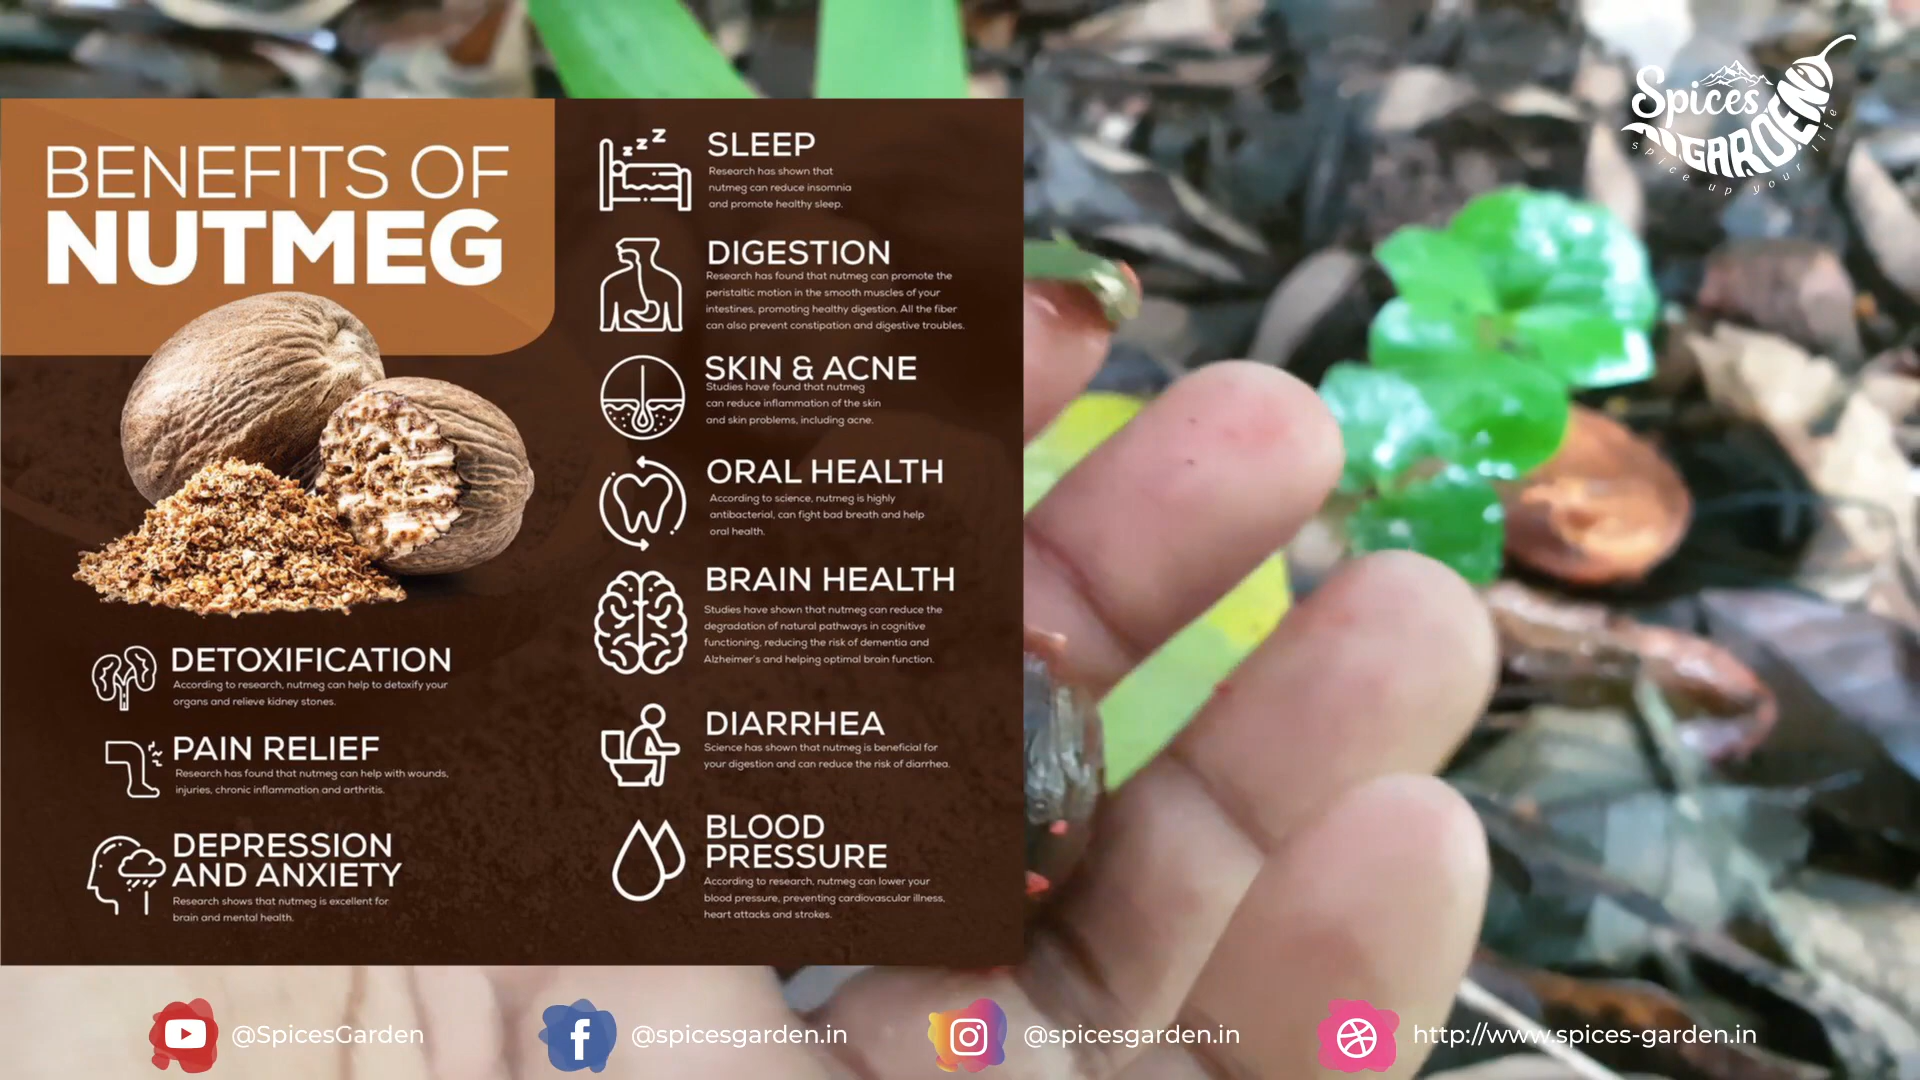 Spices
GARDEN
spice up your life
BENEFITS OF
NUTMEG
DETOXIFICATION
According to research, nutmeg can help to detoxify your
organs and relieve kidney stones.
PAIN RELIEF
Research has found that nutmeg can help with wounds,
injuries, chronic inflammation and arthritis.
DEPRESSION
AND ANXIETY
Research shows that nutmeg is excellent for
brain and mental health.
SLEEP
Research has shown that
nutmeg can reduce insomnia
and promote healthy sleep.
DIGESTION
Research has found that nutmeg can promote the
peristaltic motion in the smooth muscles of your
intestines, promoting healthy digestion. All the fiber
can also prevent constipation and digestive troubles.
SKIN & ACNE
Studies have found that nutmeg
can reduce inflammation of the skin
and skin problems, including acne.
ORAL HEALTH
According to science, nutmeg is highly
antibacterial, can fight bad breath and help
oral health.
BRAIN HEALTH
Studies have shown that nutmeg can reduce the
degradation of natural pathways in cognitive
functioning, reducing the risk of dementia and
Alzheimer's and helping optimal brain function.
DIARRHEA
Science has shown that nutmeg is beneficial for
your digestion and can reduce the risk of diarrhea.
BLOOD
PRESSURE
According to research, nutmeg can lower your
blood pressure, preventing cardiovascular illness,
heart attacks and strokes.
@SpicesGarden
@spicesgarden.in
@spicesgarden.in
http://www.spices-garden.in